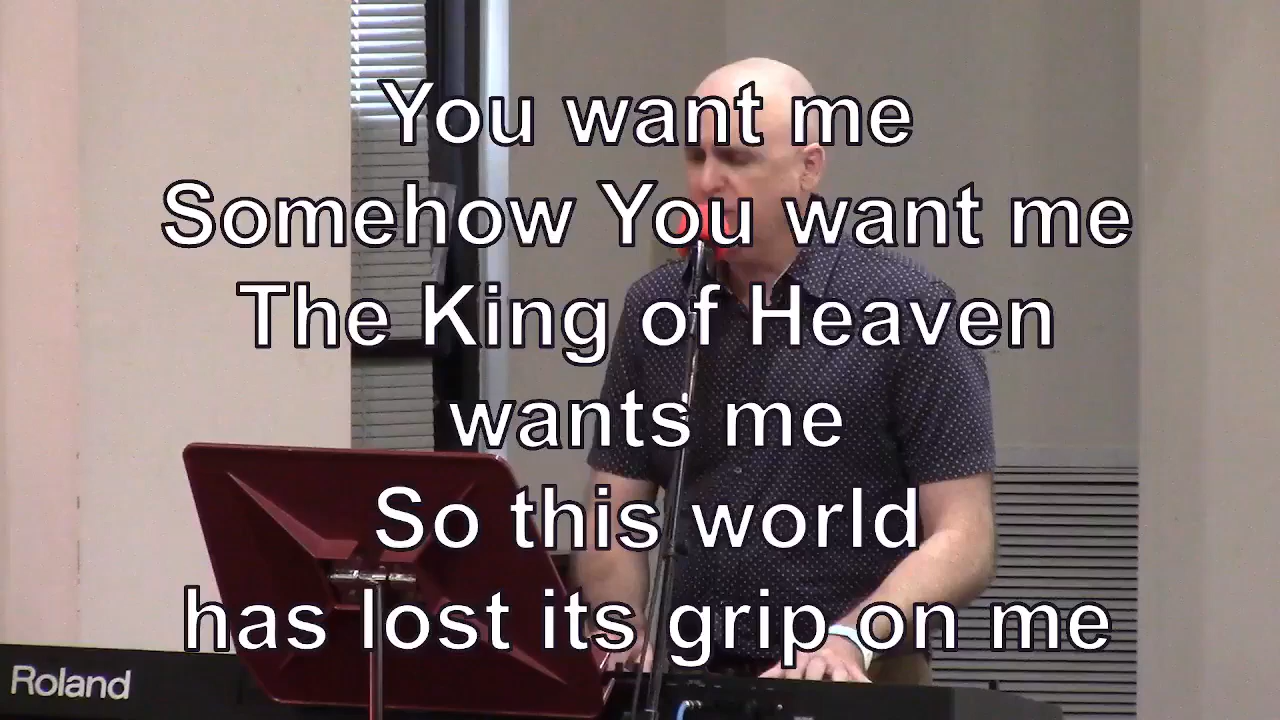 You want me
Somehow You want me
The King of Heaven
wants me
So this world
has lost its grip on me
Roland